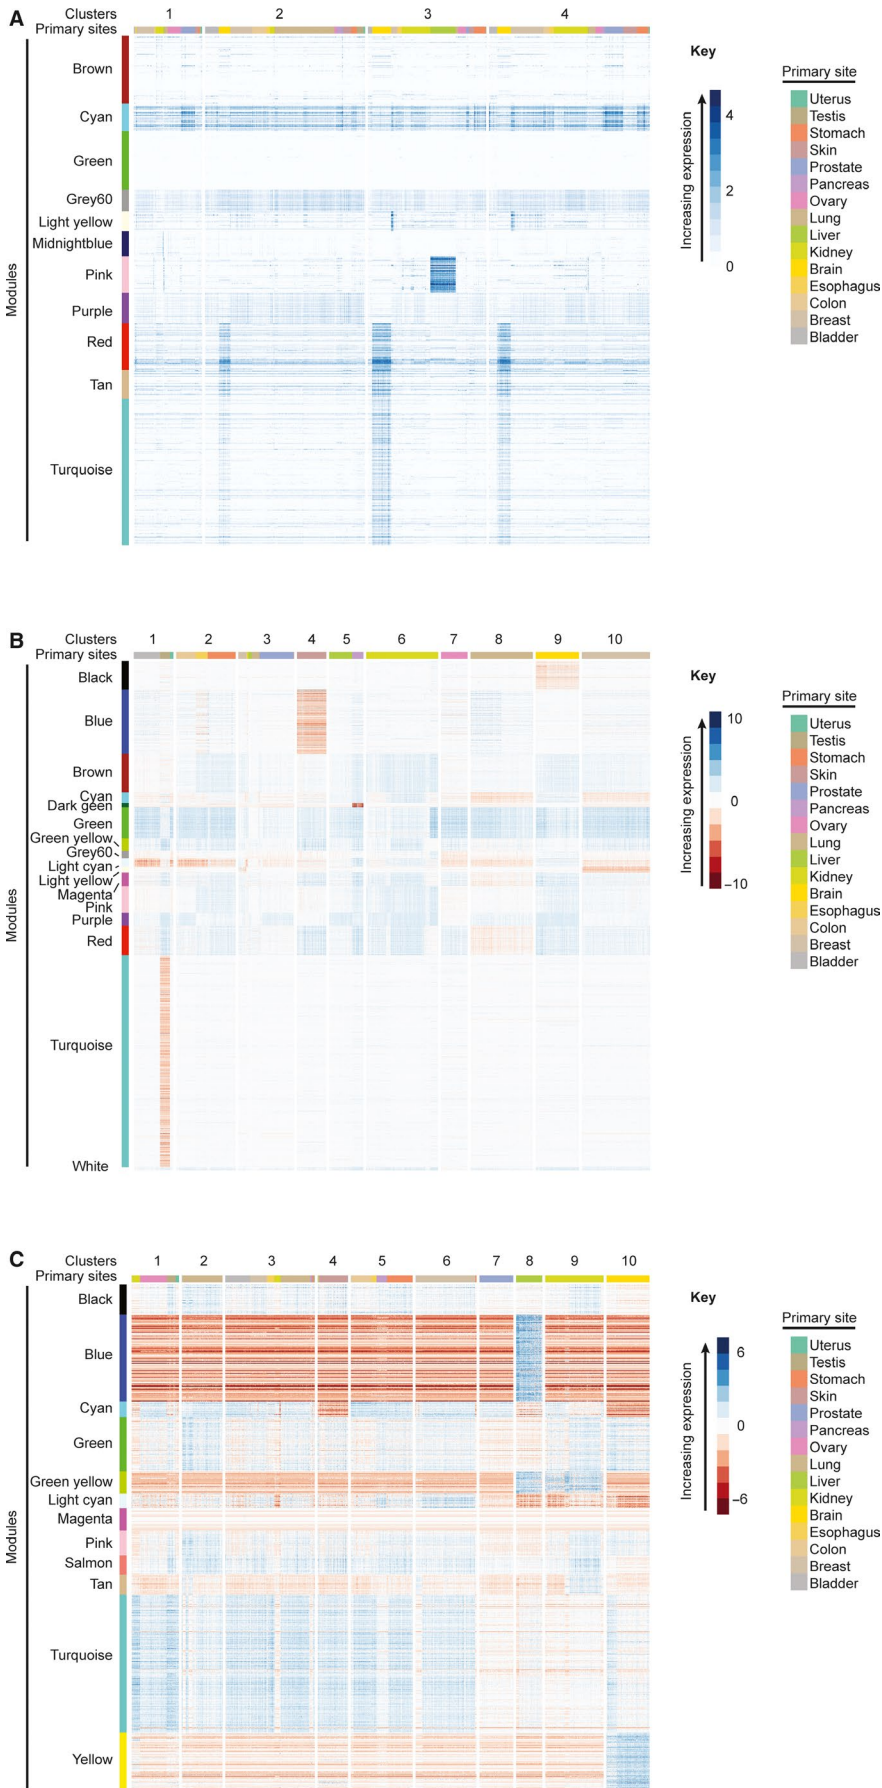 A
Clusters 1 2 3 4
Primary sites
Modules
Brown
Cyan
Green
Grey60
Light yellow
Midnightblue
Pink
Purple
Red
Tan
Turquoise
Key
Increasing expression
4
2
0
Primary site
Uterus
Testis
Stomach
Skin
Prostate
Pancreas
Ovary
Lung
Liver
Kidney
Brain
Esophagus
Colon
Breast
Bladder
B
Clusters 1 2 3 4 5 6 7 8 9 10
Primary sites
Modules
Black
Blue
Brown
Cyan
Dark geen
Green
Green yellow
Grey60
Light cyan
Light yellow
Magenta
Pink
Purple
Red
Turquoise
White
Key
Increasing expression
10
0
−10
Primary site
Uterus
Testis
Stomach
Skin
Prostate
Pancreas
Ovary
Lung
Liver
Kidney
Brain
Esophagus
Colon
Breast
Bladder
C
Clusters 1 2 3 4 5 6 7 8 9 10
Primary sites
Modules
Black
Blue
Cyan
Green
Green yellow
Light cyan
Magenta
Pink
Salmon
Tan
Turquoise
Yellow
Key
Increasing expression
6
0
−6
Primary site
Uterus
Testis
Stomach
Skin
Prostate
Pancreas
Ovary
Lung
Liver
Kidney
Brain
Esophagus
Colon
Breast
Bladder